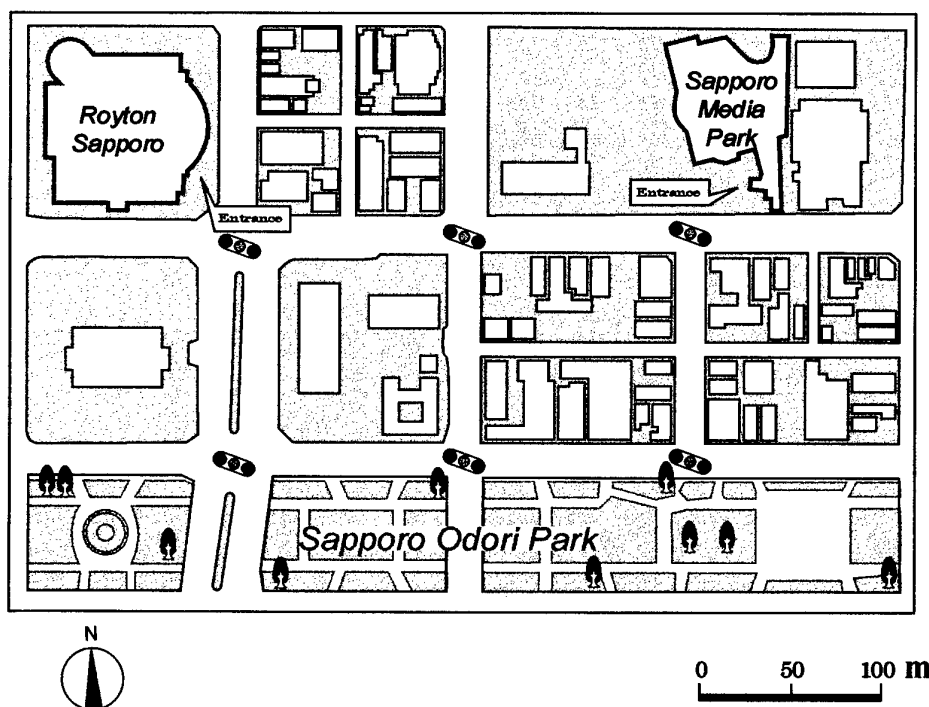 Royton
Sapporo
Sapporo
Media
Park
Entrance
Entrance
Sapporo Odori Park
N
0 50 100 m